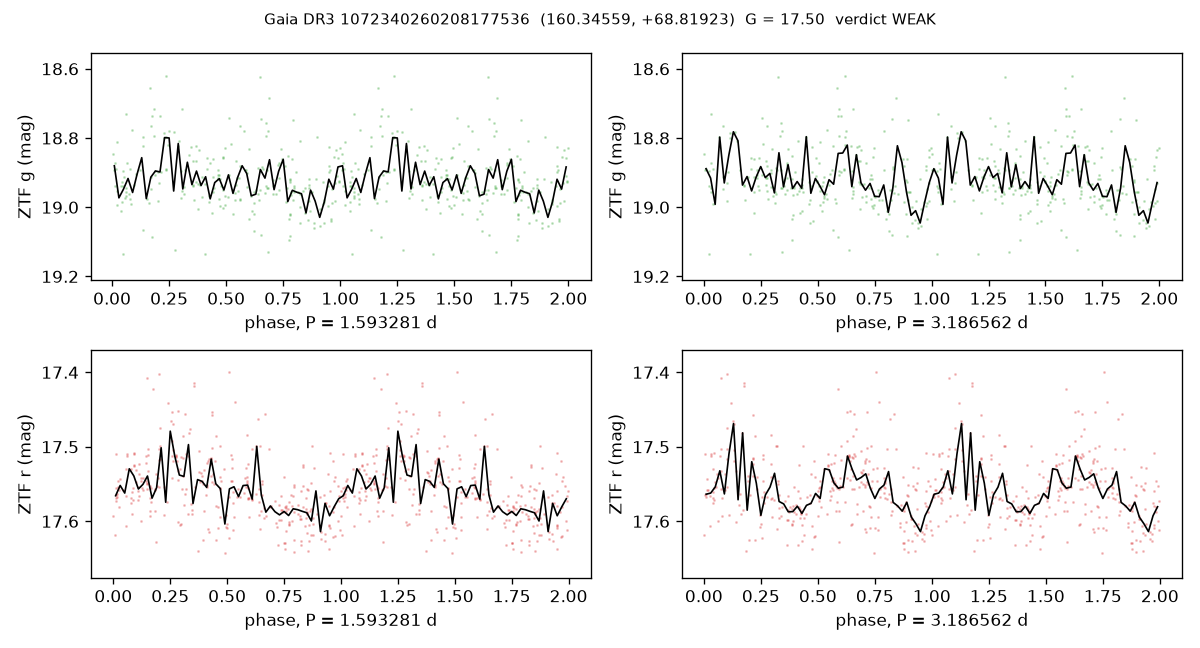 Gaia DR3 1072340260208177536  (160.34559, +68.81923)  G = 17.50  verdict WEAK
ZTF g (mag)
18.6
18.8
19.0
19.2
0.00 0.25 0.50 0.75 1.00 1.25 1.50 1.75 2.00
phase, P = 1.593281 d
ZTF g (mag)
18.6
18.8
19.0
19.2
0.00 0.25 0.50 0.75 1.00 1.25 1.50 1.75 2.00
phase, P = 3.186562 d
ZTF r (mag)
17.4
17.5
17.6
0.00 0.25 0.50 0.75 1.00 1.25 1.50 1.75 2.00
phase, P = 1.593281 d
ZTF r (mag)
17.4
17.5
17.6
0.00 0.25 0.50 0.75 1.00 1.25 1.50 1.75 2.00
phase, P = 3.186562 d